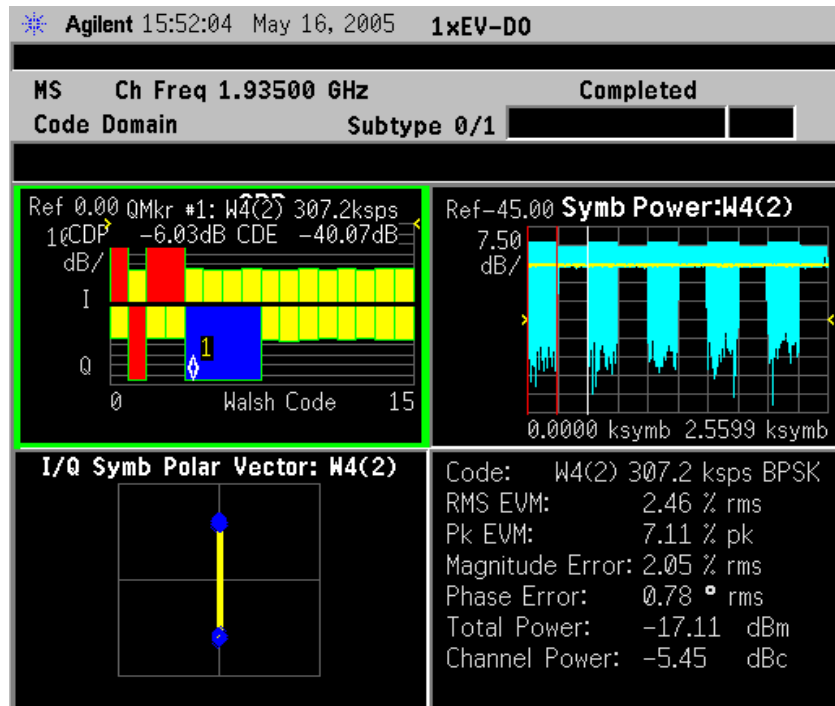 Agilent 15:52:04 May 16, 2005 1xEV-DO
MS Ch Freq 1.93500 GHz Completed
Code Domain Subtype 0/1
Ref 0.00 QMkr #1: W4(2) 307.2ksps
10 CDP -6.03dB CDE -40.07dB
dB/
I
1
Q
0 Walsh Code 15
Ref-45.00 Symb Power:W4(2)
7.50
dB/
0.0000 ksymb 2.5599 ksymb
I/Q Symb Polar Vector: W4(2)
Code: W4(2) 307.2 ksps BPSK
RMS EVM: 2.46 % rms
Pk EVM: 7.11 % pk
Magnitude Error: 2.05 % rms
Phase Error: 0.78 ° rms
Total Power: -17.11 dBm
Channel Power: -5.45 dBc